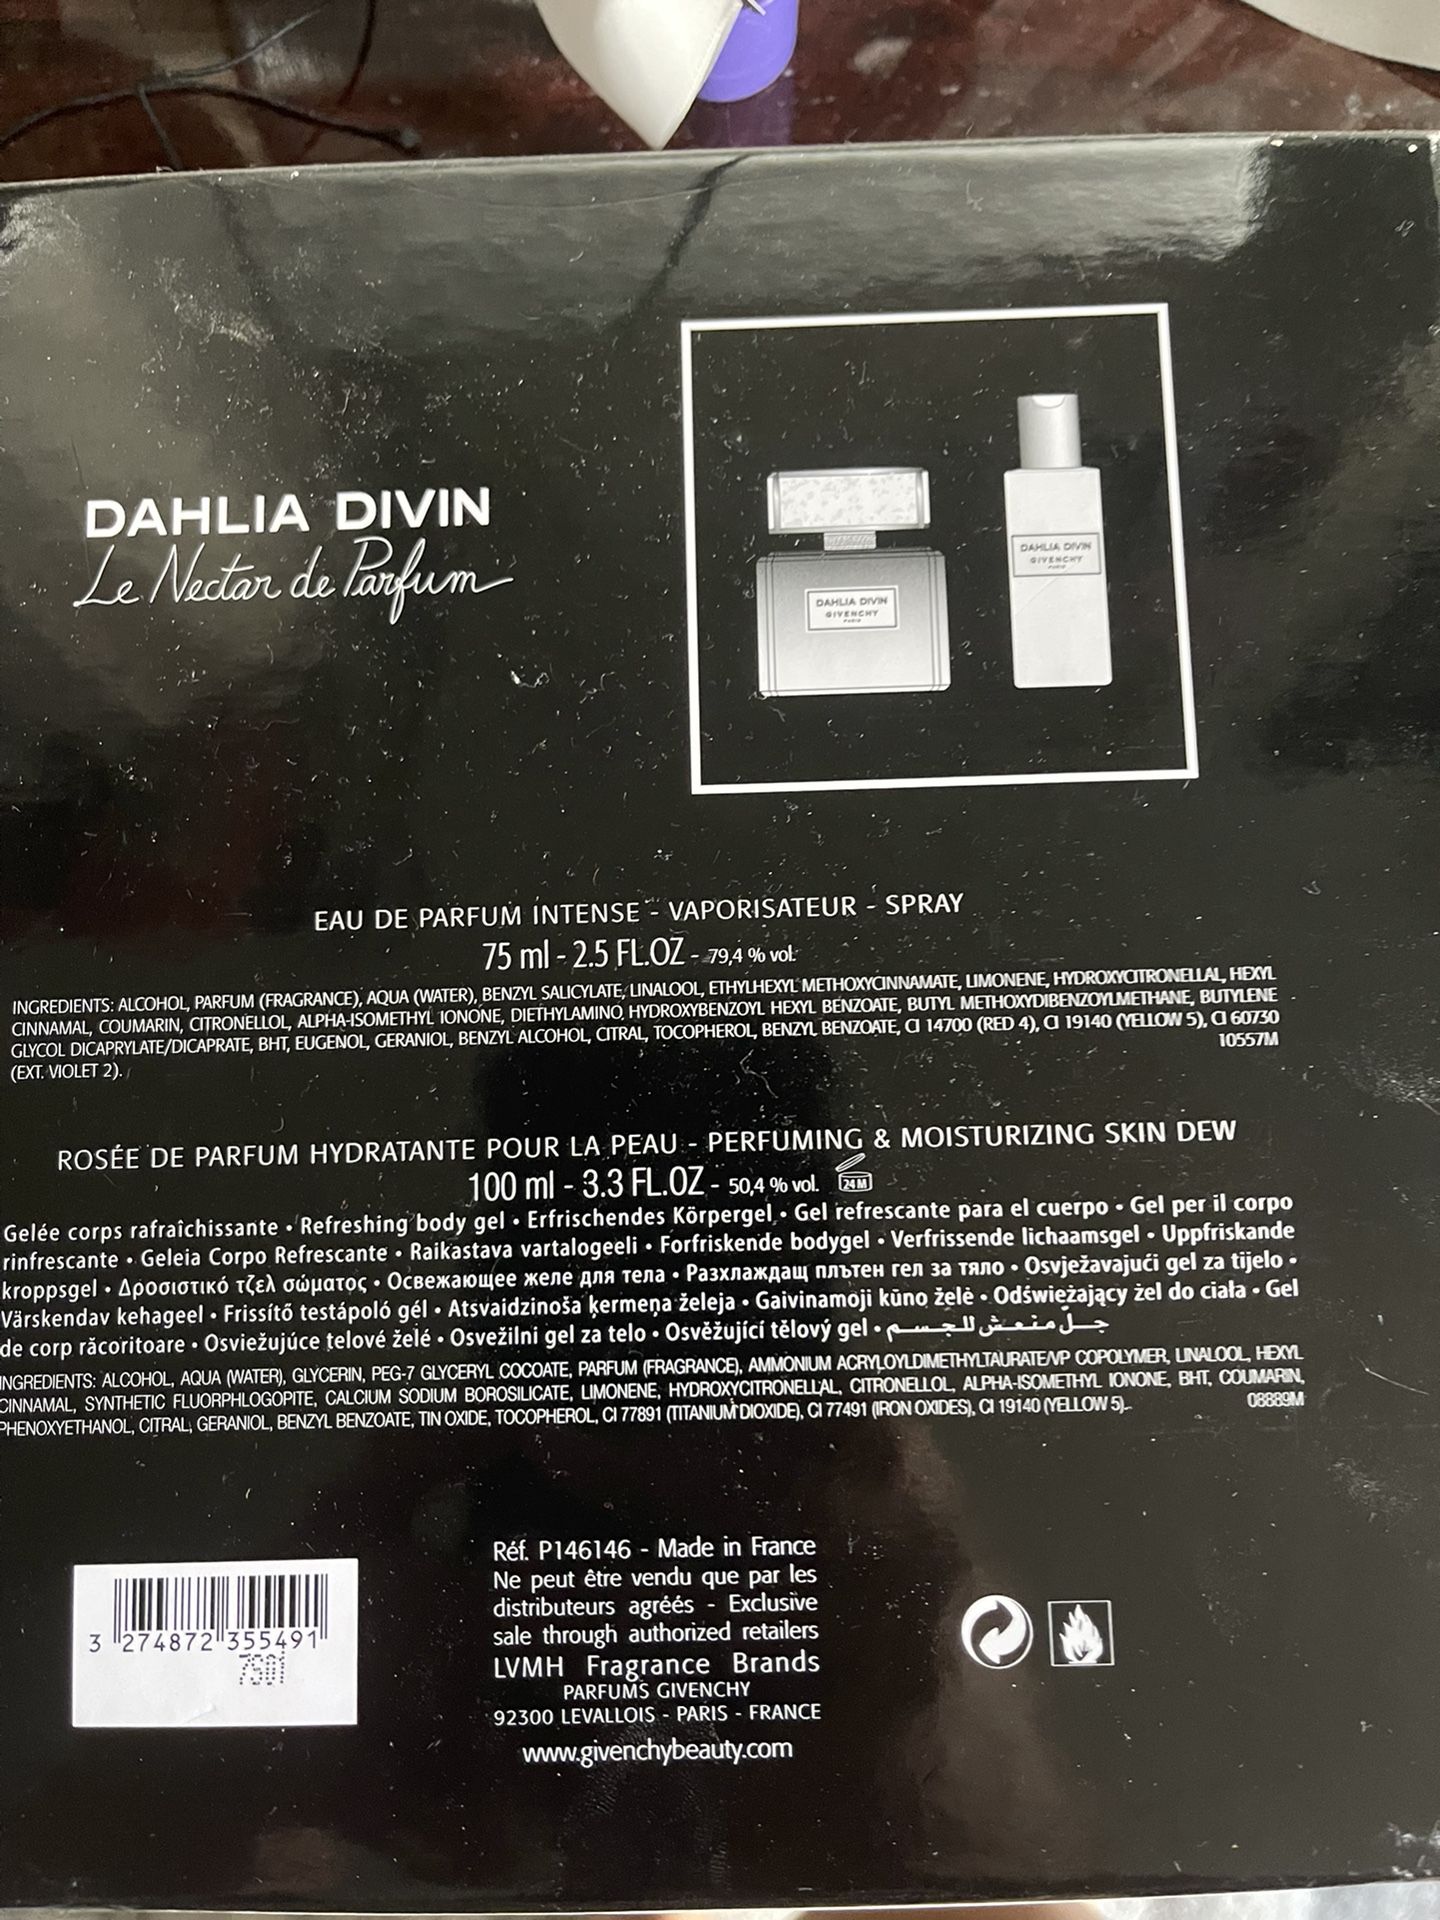 DAHLIA DIVIN
Le Nectar de Parfum
DAHLIA DIVIN
GIVENCHY
PARIS
DAHLIA DIVIN
GIVENCHY
PARIS
EAU DE PARFUM INTENSE - VAPORISATEUR - SPRAY
75 ml - 2.5 FL.OZ - 79,4 % vol.
INGREDIENTS: ALCOHOL, PARFUM (FRAGRANCE), AQUA (WATER), BENZYL SALICYLATE, LINALOOL, ETHYLHEXYL METHOXYCINNAMATE, LIMONENE, HYDROXYCITRONELLAL, HEXYL
CINNAMAL, COUMARIN, CITRONELLOL, ALPHA-ISOMETHYL IONONE, DIETHYLAMINO HYDROXYBENZOYL HEXYL BENZOATE, BUTYL METHOXYDIBENZOYLMETHANE, BUTYLENE
GLYCOL DICAPRYLATE/DICAPRATE, BHT, EUGENOL, GERANIOL, BENZYL ALCOHOL, CITRAL, TOCOPHEROL, BENZYL BENZOATE, CI 14700 (RED 4), CI 19140 (YELLOW 5), CI 60730
(EXT. VIOLET 2). 10557M
ROSÉE DE PARFUM HYDRATANTE POUR LA PEAU - PERFUMING & MOISTURIZING SKIN DEW
100 ml - 3.3 FL.OZ - 50,4 % vol. 24 M
Gelée corps rafraîchissante • Refreshing body gel • Erfrischendes Körpergel • Gel refrescante para el cuerpo • Gel per il corpo
rinfrescante • Geleia Corpo Refrescante • Raikastava vartalogeeli • Forfriskende bodygel • Verfrissende lichaamsgel • Uppfriskande
kroppsgel • Δροσιστικό τζελ σώματος • Освежающее желе для тела • Разхлаждащ плътен гел за тяло • Osvježavajući gel za tijelo •
Värskendav kehageel • Frissítő testápoló gél • Atsvaidzinoša ķermeņa želeja • Gaivinamoji kūno želė • Odświeżający żel do ciała • Gel
de corp răcoritoare • Osviežujúce telové želé • Osvežilni gel za telo • Osvěžující tělový gel • جل منعش للجسم
INGREDIENTS: ALCOHOL, AQUA (WATER), GLYCERIN, PEG-7 GLYCERYL COCOATE, PARFUM (FRAGRANCE), AMMONIUM ACRYLOYLDIMETHYLTAURATE/VP COPOLYMER, LINALOOL, HEXYL
CINNAMAL, SYNTHETIC FLUORPHLOGOPITE, CALCIUM SODIUM BOROSILICATE, LIMONENE, HYDROXYCITRONELLAL, CITRONELLOL, ALPHA-ISOMETHYL IONONE, BHT, COUMARIN,
PHENOXYETHANOL, CITRAL, GERANIOL, BENZYL BENZOATE, TIN OXIDE, TOCOPHEROL, CI 77891 (TITANIUM DIOXIDE), CI 77491 (IRON OXIDES), CI 19140 (YELLOW 5). 08889M
3 274872 355491
7501
Réf. P146146 - Made in France
Ne peut être vendu que par les
distributeurs agréés - Exclusive
sale through authorized retailers
LVMH Fragrance Brands
PARFUMS GIVENCHY
92300 LEVALLOIS - PARIS - FRANCE
www.givenchybeauty.com